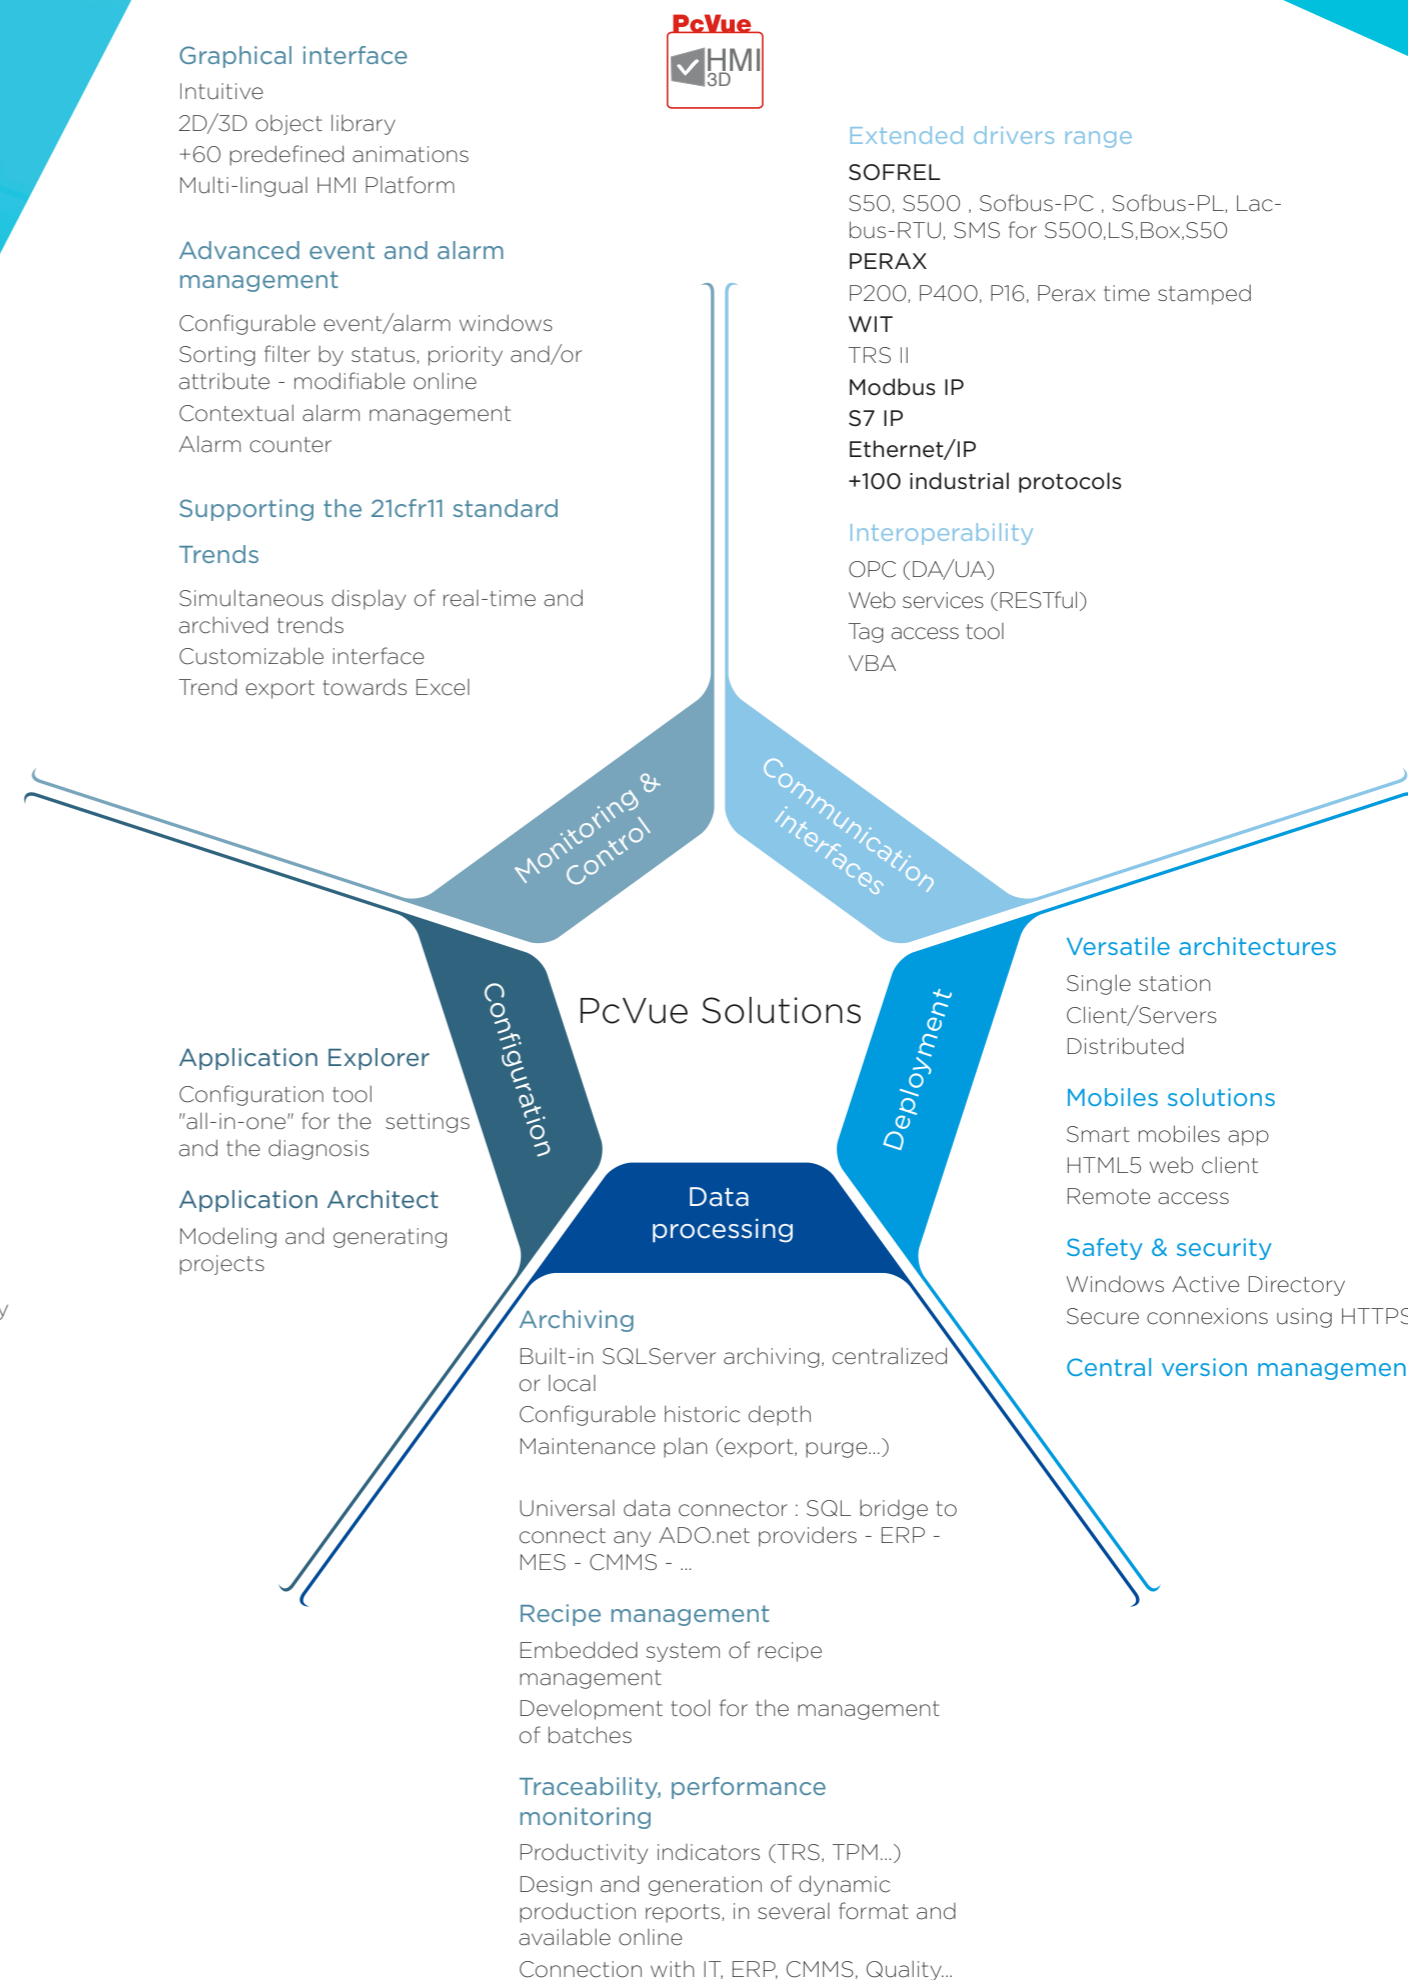 PcVue
HMI
3D
Graphical interface
Intuitive
2D/3D object library
+60 predefined animations
Multi-lingual HMI Platform
Advanced event and alarm
management
Configurable event/alarm windows
Sorting filter by status, priority and/or
attribute - modifiable online
Contextual alarm management
Alarm counter
Supporting the 21cfr11 standard
Trends
Simultaneous display of real-time and
archived trends
Customizable interface
Trend export towards Excel
Extended drivers range
SOFREL
S50, S500 , Sofbus-PC , Sofbus-PL, Lac-
bus-RTU, SMS for S500,LS,Box,S50
PERAX
P200, P400, P16, Perax time stamped
WIT
TRS II
Modbus IP
S7 IP
Ethernet/IP
+100 industrial protocols
Interoperability
OPC (DA/UA)
Web services (RESTful)
Tag access tool
VBA
Monitoring &
Control
Communication
interfaces
Configuration
PcVue Solutions
Deployment
Data
processing
Application Explorer
Configuration tool
"all-in-one" for the  settings
and the diagnosis
Application Architect
Modeling and generating
projects
y
Versatile architectures
Single station
Client/Servers
Distributed
Mobiles solutions
Smart mobiles app
HTML5 web client
Remote access
Safety & security
Windows Active Directory
Secure connexions using HTTPS
Central version managemen
Archiving
Built-in SQLServer archiving, centralized
or local
Configurable historic depth
Maintenance plan (export, purge...)
Universal data connector : SQL bridge to
connect any ADO.net providers - ERP -
MES - CMMS - ...
Recipe management
Embedded system of recipe
management
Development tool for the management
of batches
Traceability, performance
monitoring
Productivity indicators (TRS, TPM...)
Design and generation of dynamic
production reports, in several format and
available online
Connection with IT, ERP, CMMS, Quality...